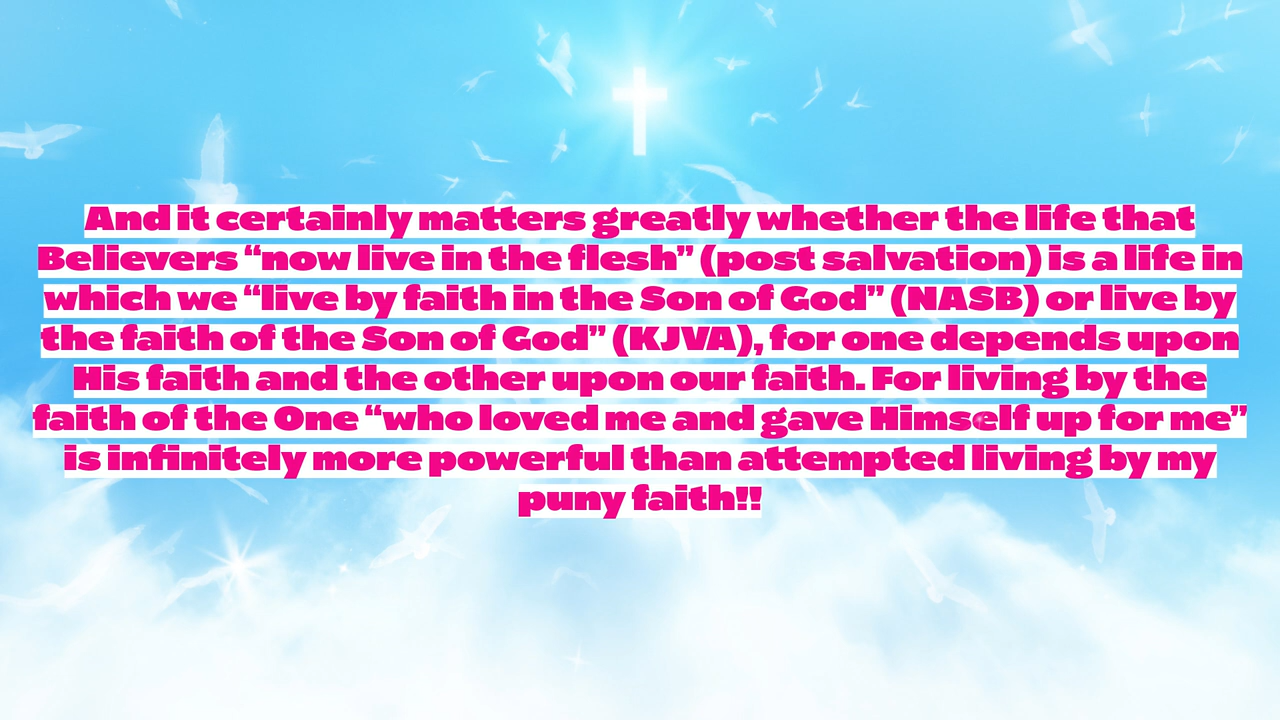 And it certainly matters greatly whether the life that
Believers “now live in the flesh” (post salvation) is a life in
which we “live by faith in the Son of God” (NASB) or live by
the faith of the Son of God” (KJVA), for one depends upon
His faith and the other upon our faith. For living by the
faith of the One “who loved me and gave Himself up for me”
is infinitely more powerful than attempted living by my
puny faith!!